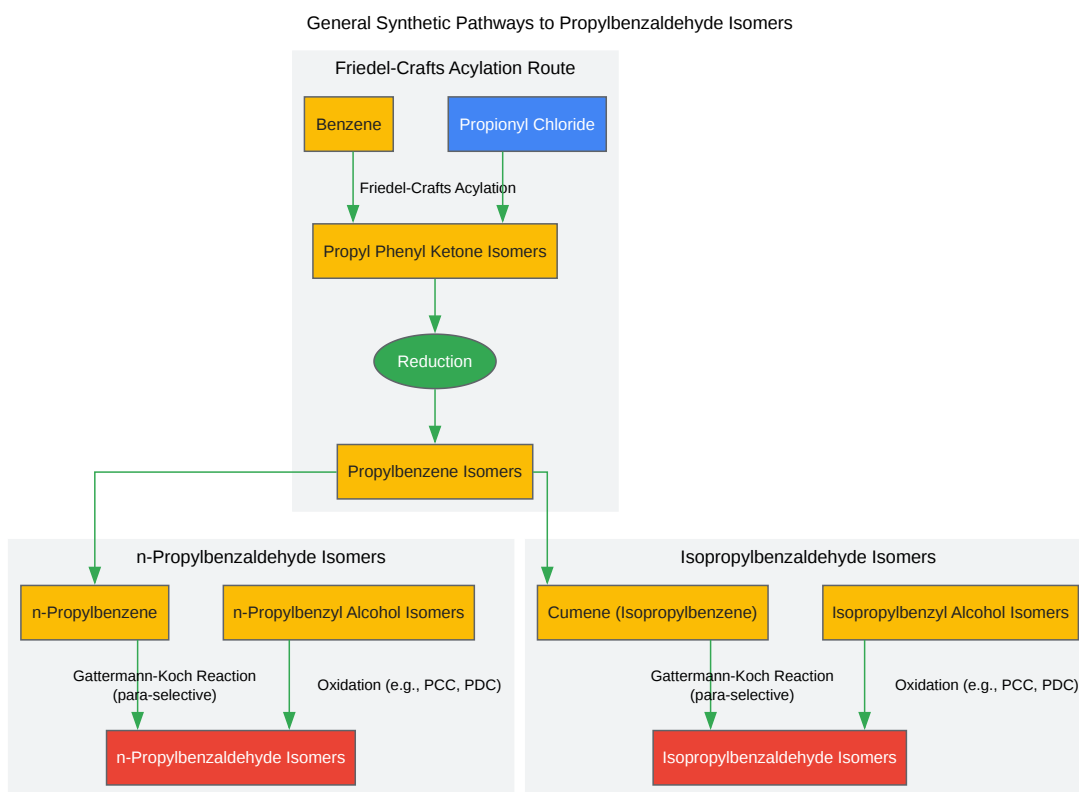 General Synthetic Pathways to Propylbenzaldehyde Isomers
Friedel-Crafts Acylation Route
Benzene
Propionyl Chloride
Friedel-Crafts Acylation
Propyl Phenyl Ketone Isomers
Reduction
Propylbenzene Isomers
n-Propylbenzaldehyde Isomers
Isopropylbenzaldehyde Isomers
n-Propylbenzene
n-Propylbenzyl Alcohol Isomers
Cumene (Isopropylbenzene)
Isopropylbenzyl Alcohol Isomers
Gattermann-Koch Reaction
(para-selective)
Oxidation (e.g., PCC, PDC)
Gattermann-Koch Reaction
(para-selective)
Oxidation (e.g., PCC, PDC)
n-Propylbenzaldehyde Isomers
Isopropylbenzaldehyde Isomers